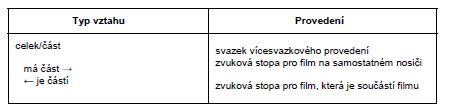 Typ vztahu
Provedení
celek/část
má část →
← je částí
svazek vícesvazkového provedení
zvuková stopa pro film na samostatném nosiči
zvuková stopa pro film, která je součástí filmu